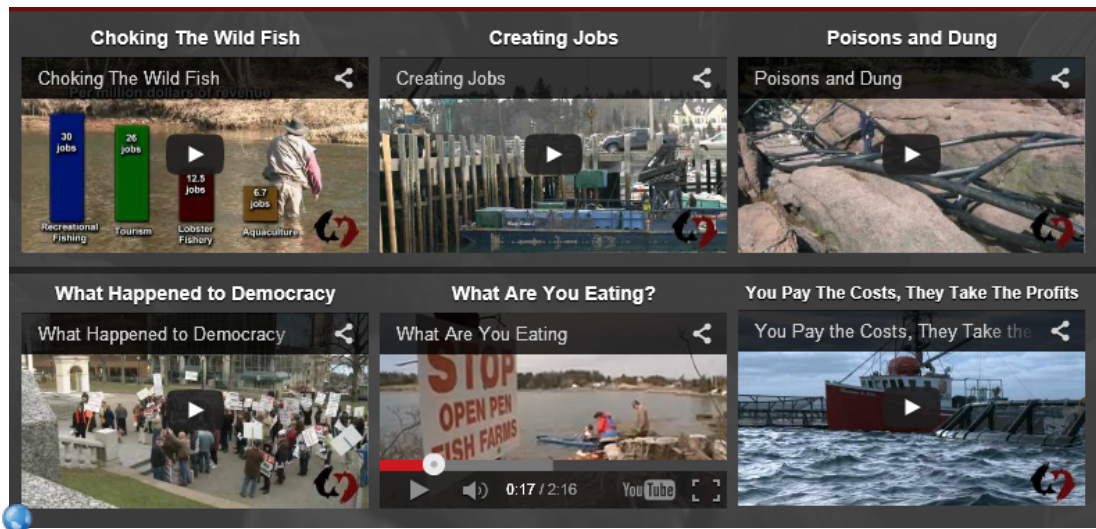 Choking The Wild Fish
Creating Jobs
Poisons and Dung
Choking The Wild Fish
Creating Jobs
Poisons and Dung
Per million dollars of revenue
30
jobs
26
jobs
12.5
jobs
6.7
jobs
Recreational
Fishing
Tourism
Lobster
Fishery
Aquaculture
What Happened to Democracy
What Are You Eating?
You Pay The Costs, They Take The Profits
What Happened to Democracy
What Are You Eating
You Pay the Costs, They Take the
STOP
OPEN PEN
FISH FARMS
0:17 / 2:16
YouTube